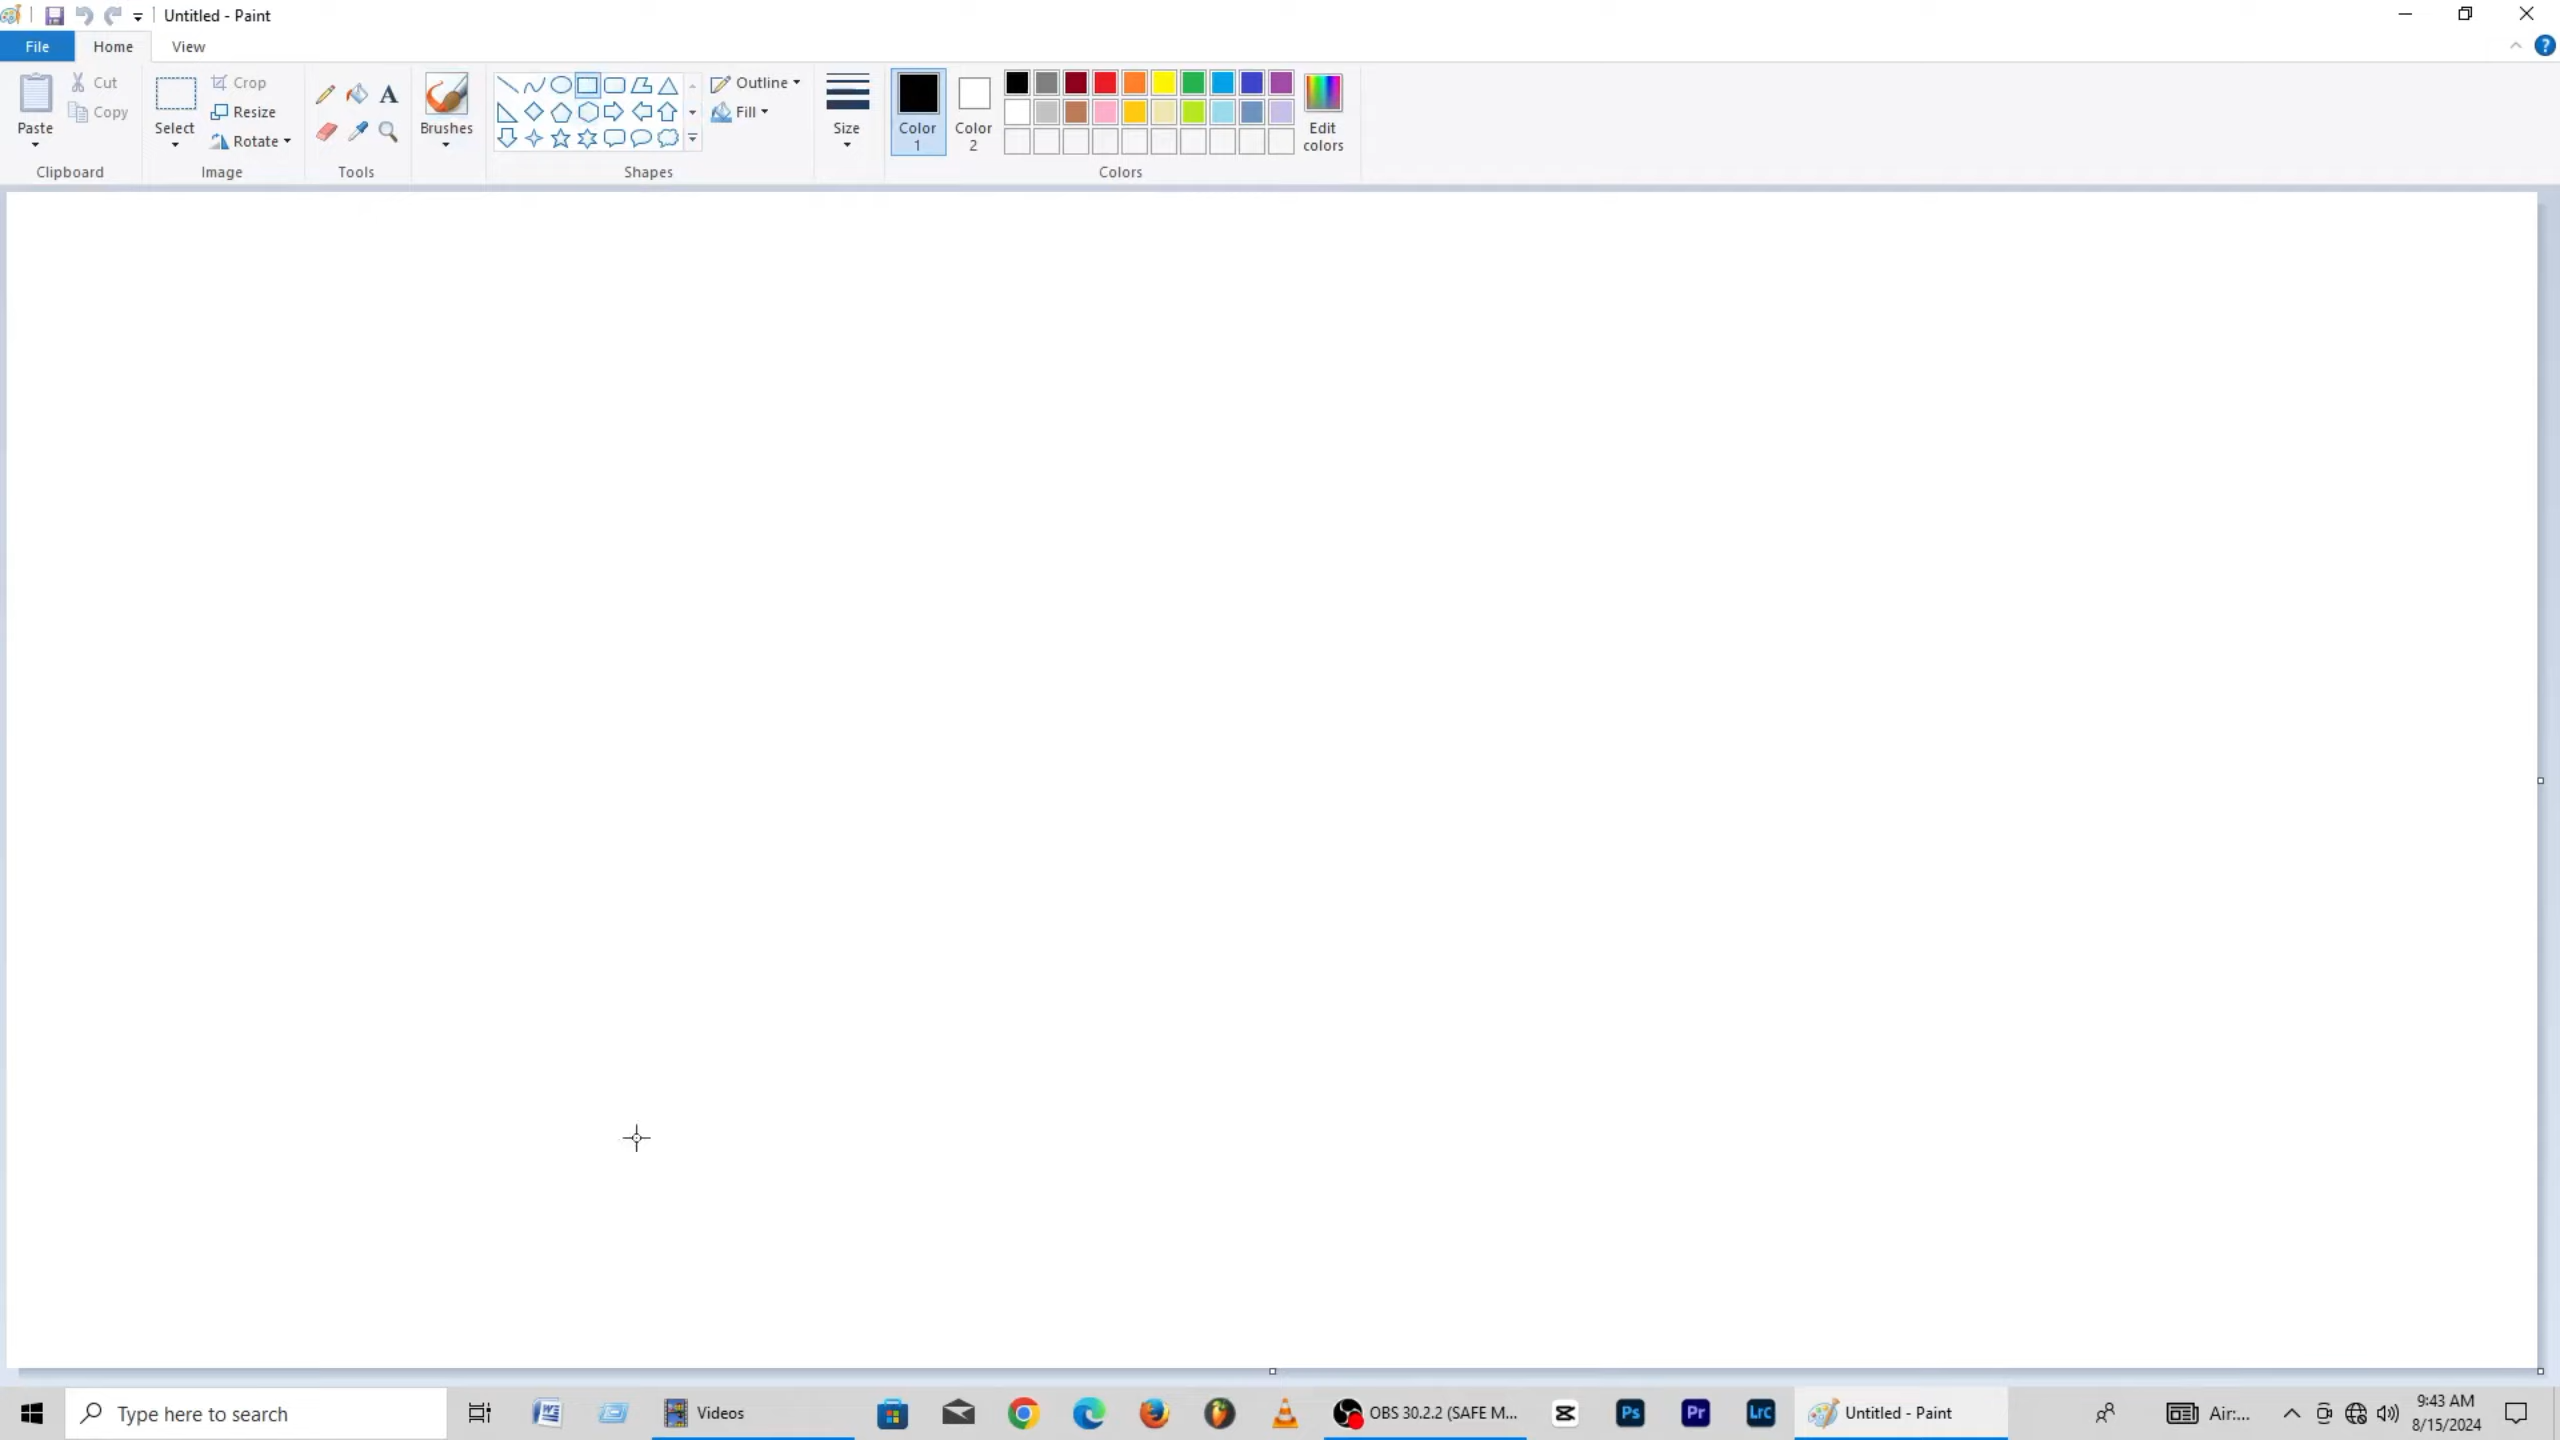 Untitled - Paint
File Home View
Paste
Cut
Copy
Clipboard
Select
Crop
Resize
Rotate
Image
A
Tools
Brushes
Outline
Fill
Shapes
Size
Color 1
Color 2
Edit colors
Colors
Type here to search
Videos
OBS 30.2.2 (SAFE M...
Ps
Pr
Lrc
Untitled - Paint
Air:...
9:43 AM
8/15/2024